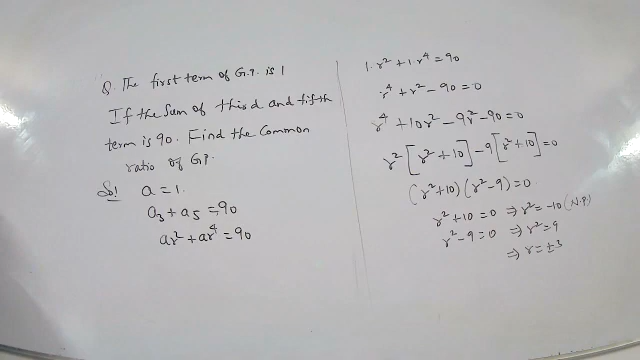 Q. The first term of G.P. is 1
If the Sum of third and fifth
term is 90. Find the Common
ratio of GP.
Sol a = 1.
a₃ + a₅ = 90
ar² + ar⁴ = 90
1. r² + 1. r⁴ = 90
r⁴ + r² - 90 = 0
r⁴ + 10r² - 9r² - 90 = 0
r² [r² + 10] - 9 [r² + 10] = 0
(r² + 10) (r² - 9) = 0
r² + 10 = 0 ⇒ r² = -10 (N.P)
r² - 9 = 0 ⇒ r² = 9
⇒ r = ± 3